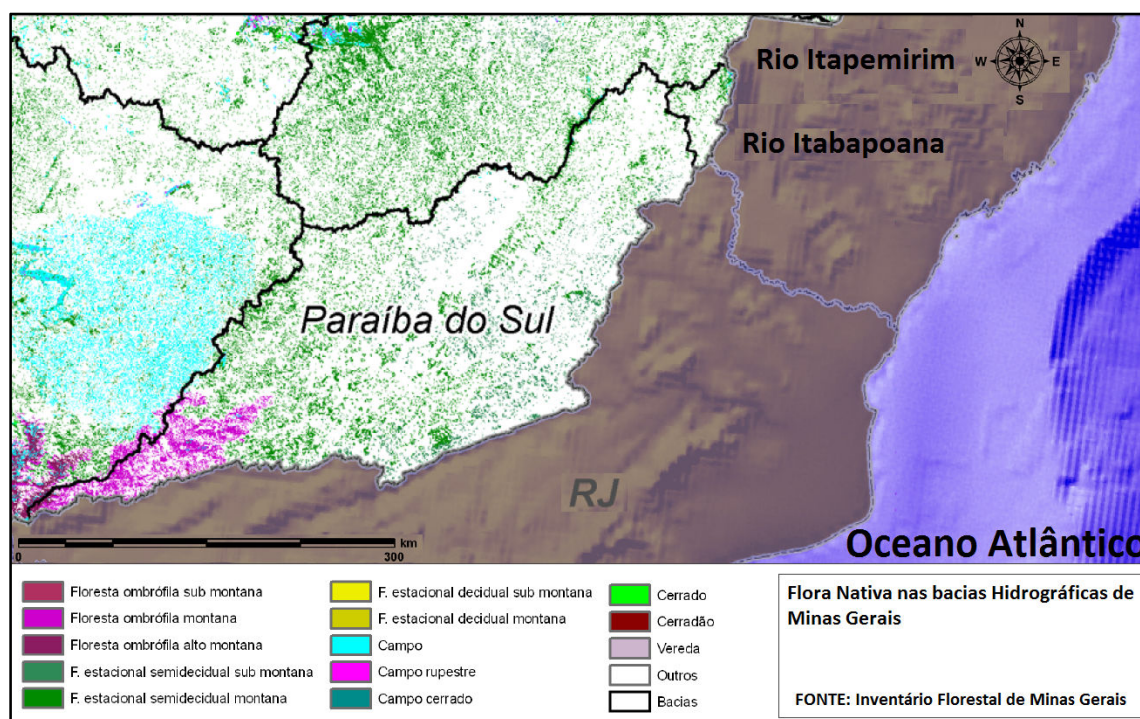 N
W
E
S
Rio Itapemirim
Rio Itabapoana
Paraíba do Sul
RJ
Oceano Atlântico
0
300
km
Floresta ombrófila sub montana
Floresta ombrófila montana
Floresta ombrófila alto montana
F. estacional semidecidual sub montana
F. estacional semidecidual montana
F. estacional decidual sub montana
F. estacional decidual montana
Campo
Campo rupestre
Campo cerrado
Cerrado
Cerradão
Vereda
Outros
Bacias
Flora Nativa nas bacias Hidrográficas de
Minas Gerais
FONTE: Inventário Florestal de Minas Gerais